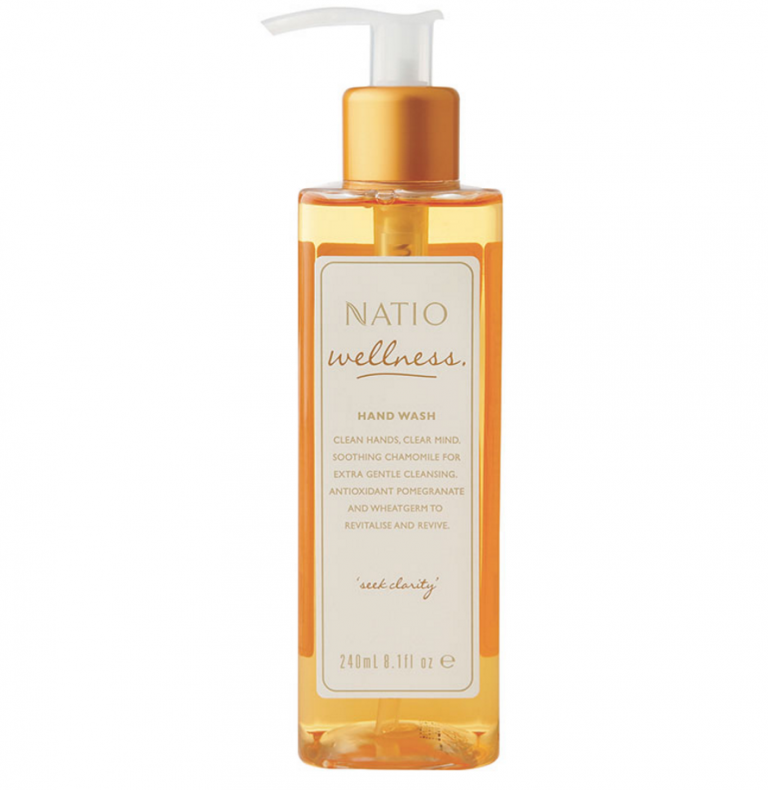 NATIO
wellness.
HAND WASH
CLEAN HANDS, CLEAR MIND.
SOOTHING CHAMOMILE FOR
EXTRA GENTLE CLEANSING.
ANTIOXIDANT POMEGRANATE
AND WHEATGERM TO
REVITALISE AND REVIVE.
'seek clarity'
240mL 8.1fl oz ℮